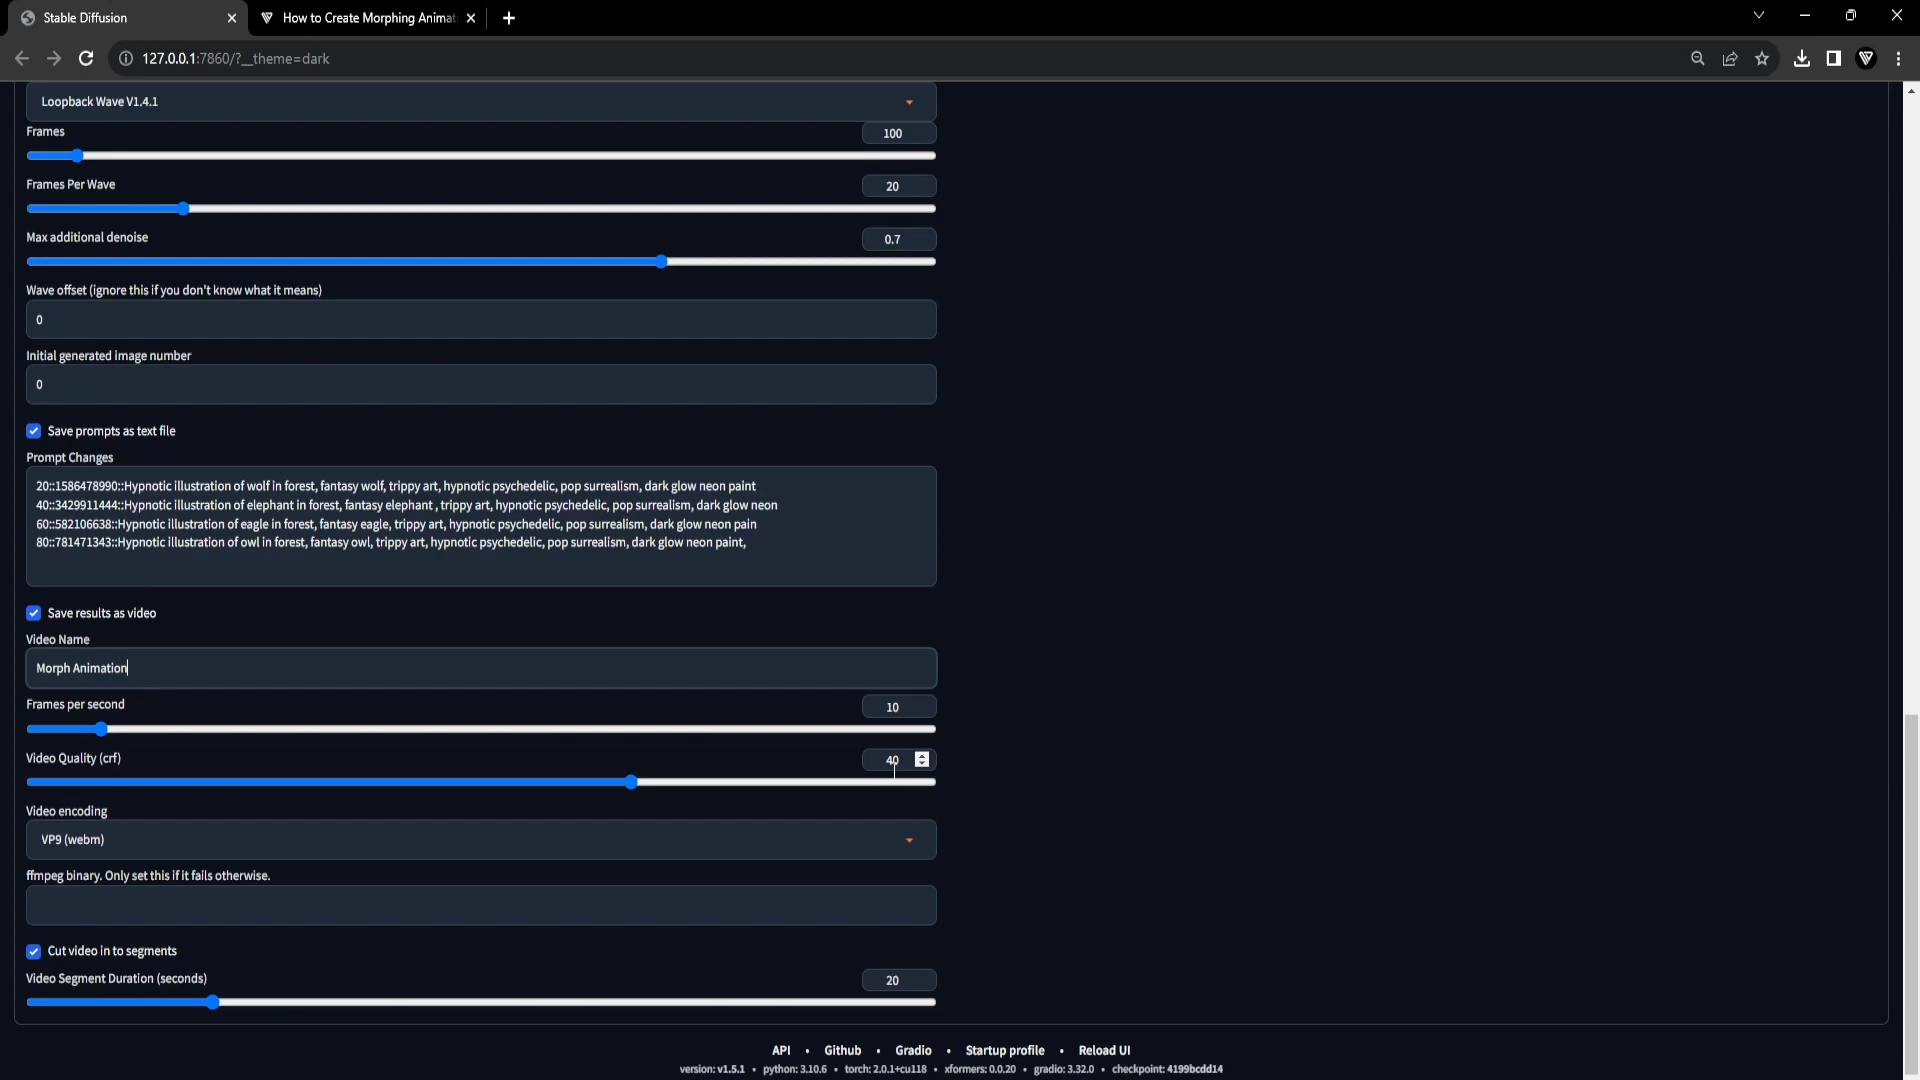 Stable Diffusion
How to Create Morphing Animat
127.0.0.1:7860/?__theme=dark
Loopback Wave V1.4.1
Frames
100
Frames Per Wave
20
Max additional denoise
0.7
Wave offset (ignore this if you don't know what it means)
0
Initial generated image number
0
Save prompts as text file
Prompt Changes
20::1586478990::Hypnotic illustration of wolf in forest, fantasy wolf, trippy art, hypnotic psychedelic, pop surrealism, dark glow neon paint
40::3429911444::Hypnotic illustration of elephant in forest, fantasy elephant , trippy art, hypnotic psychedelic, pop surrealism, dark glow neon
60::582106638::Hypnotic illustration of eagle in forest, fantasy eagle, trippy art, hypnotic psychedelic, pop surrealism, dark glow neon pain
80::781471343::Hypnotic illustration of owl in forest, fantasy owl, trippy art, hypnotic psychedelic, pop surrealism, dark glow neon paint,
Save results as video
Video Name
Morph Animation
Frames per second
10
Video Quality (crf)
40
Video encoding
VP9 (webm)
ffmpeg binary. Only set this if it fails otherwise.
Cut video in to segments
Video Segment Duration (seconds)
20
API • Github • Gradio • Startup profile • Reload UI
version: v1.5.1 • python: 3.10.6 • torch: 2.0.1+cu118 • xformers: 0.0.20 • gradio: 3.32.0 • checkpoint: 4199bcdd14